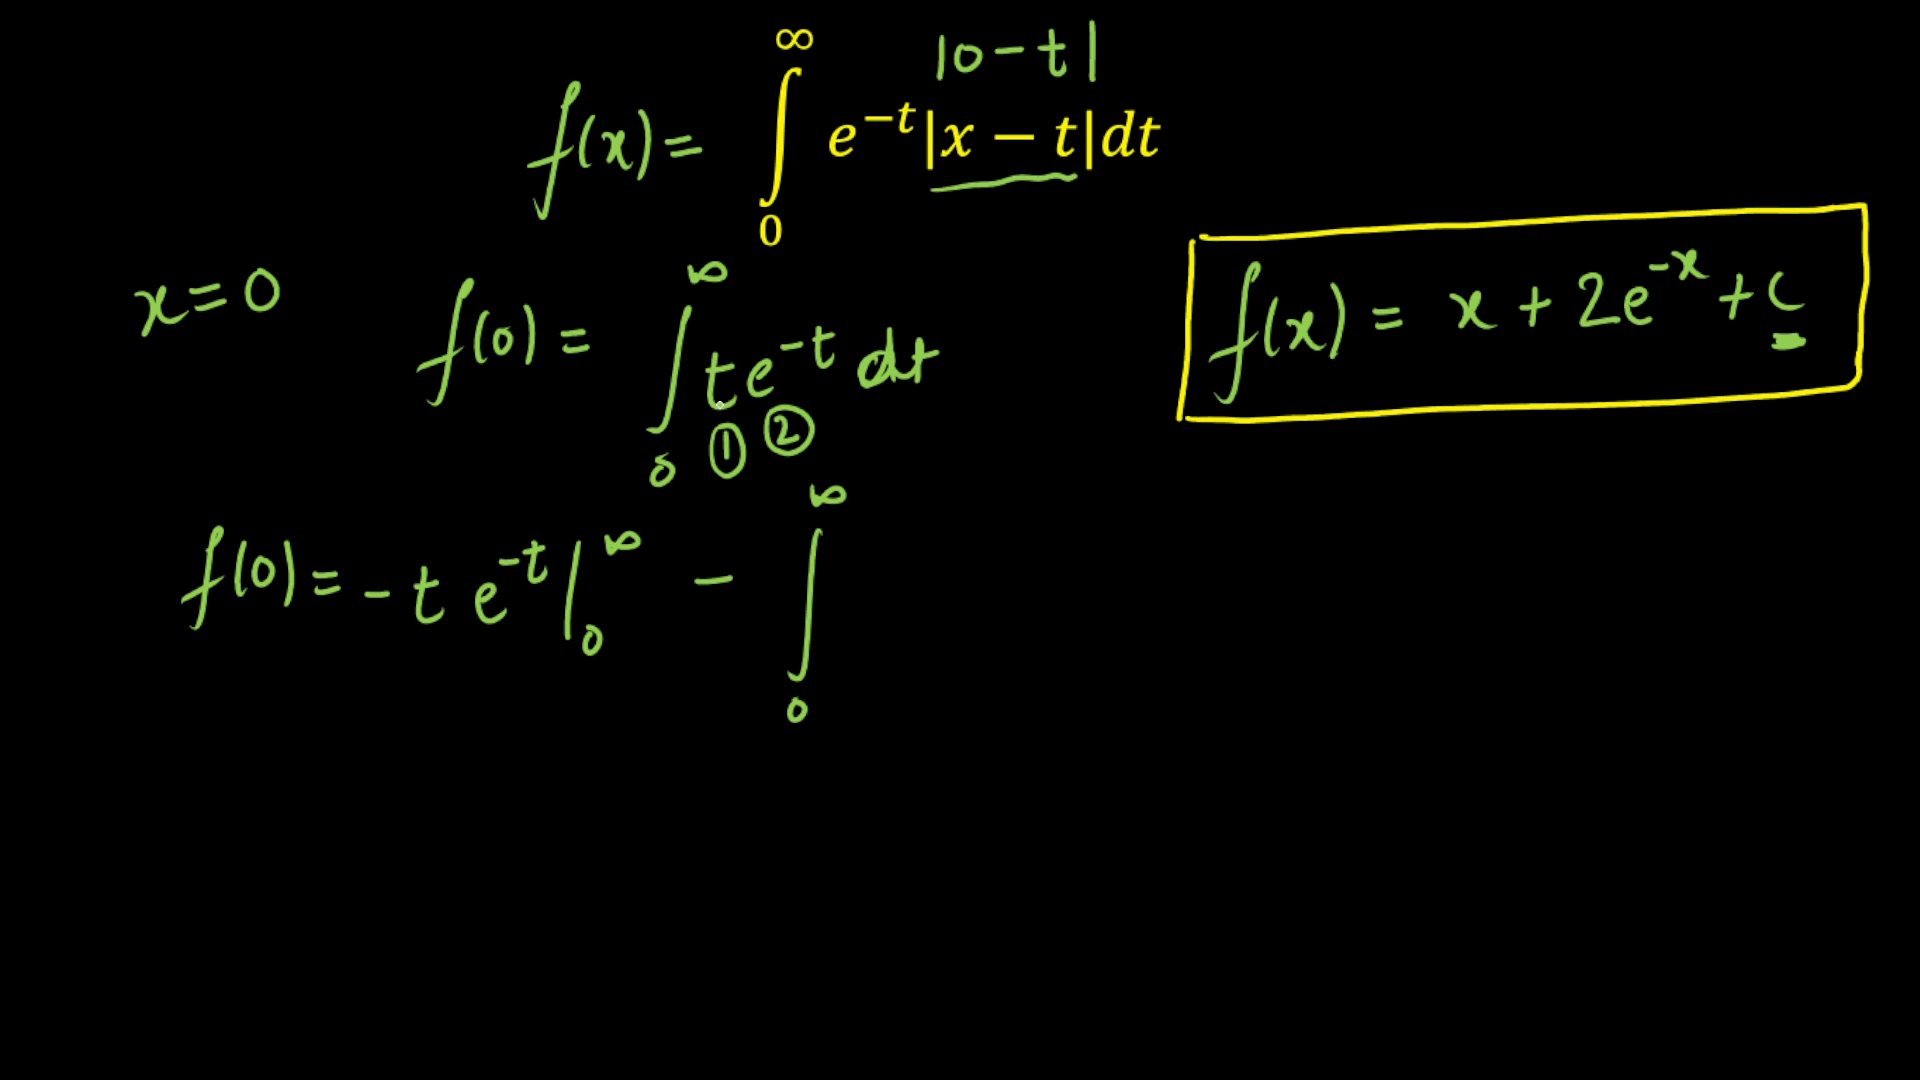 |0-t|
f(x) = ∫₀^∞ e^{-t}|x - t|dt
x=0 f(0) = ∫₀^∞ te^{-t} dt
① ②
f(x) = x + 2e^{-x} + c
f(0) = -t e^{-t}|₀^∞ - ∫₀^∞